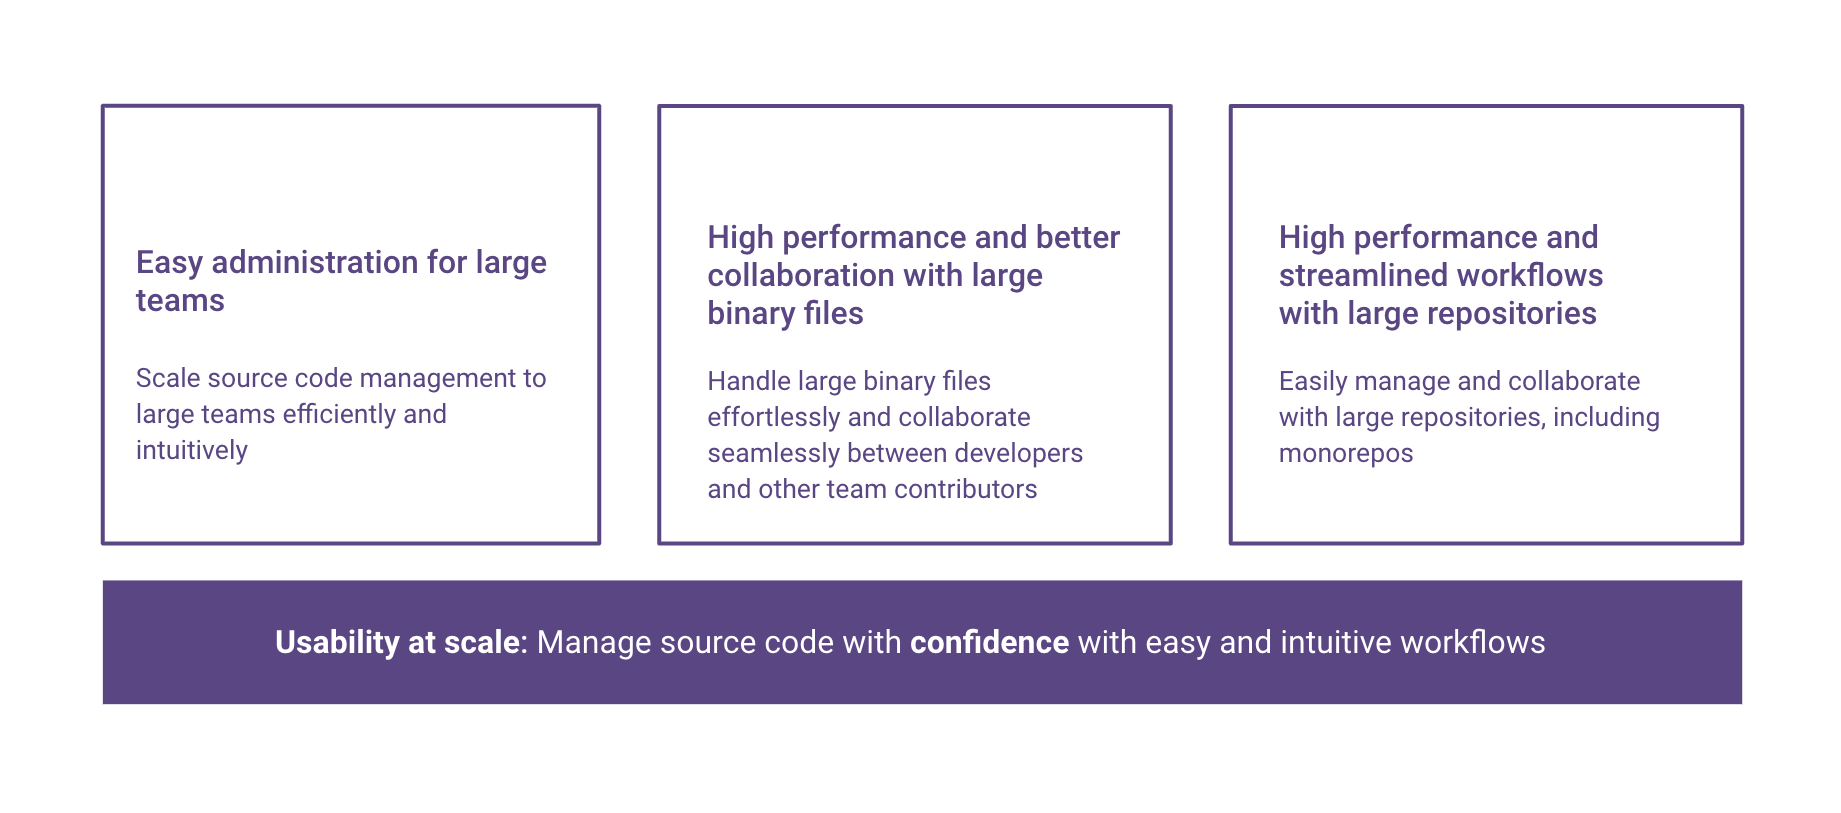 Easy administration for large
teams
Scale source code management to
large teams efficiently and
intuitively
High performance and better
collaboration with large
binary files
Handle large binary files
effortlessly and collaborate
seamlessly between developers
and other team contributors
High performance and
streamlined workflows
with large repositories
Easily manage and collaborate
with large repositories, including
monorepos
Usability at scale: Manage source code with confidence with easy and intuitive workflows